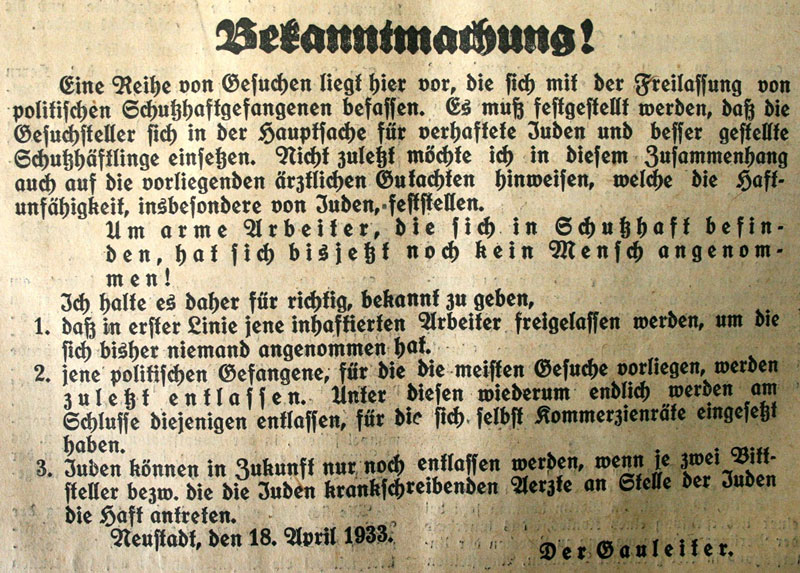 Bekanntmachung!
Eine Reihe von Gesuchen liegt hier vor, die sich mit der Freilassung von
politischen Schutzhaftgefangenen befassen. Es muß festgestellt werden, daß die
Gesuchsteller sich in der Hauptsache für verhaftete Juden und besser gestellte
Schutzhäftlinge einsetzen. Nicht zuletzt möchte ich in diesem Zusammenhang
auch auf die vorliegenden ärztlichen Gutachten hinweisen, welche die Haft-
unfähigkeit, insbesondere von Juden, feststellen.
Um arme Arbeiter, die sich in Schutzhaft befin-
den, hat sich bisjetzt noch kein Mensch angenom-
men!
Ich halte es daher für richtig, bekannt zu geben,
1. daß in erster Linie jene inhaftierten Arbeiter freigelassen werden, um die
sich bisher niemand angenommen hat.
2. jene politischen Gefangene, für die die meisten Gesuche vorliegen, werden
zuletzt entlassen. Unter diesen wiederum endlich werden am
Schlusse diejenigen entlassen, für die sich selbst Kommerzienräte eingesetzt
haben.
3. Juden können in Zukunft nur noch entlassen werden, wenn je zwei Bitt-
steller bezw. die die Juden krankschreibenden Aerzte an Stelle der Juden
die Haft antreten.
Neustadt, den 18. April 1933.
Der Gauleiter.